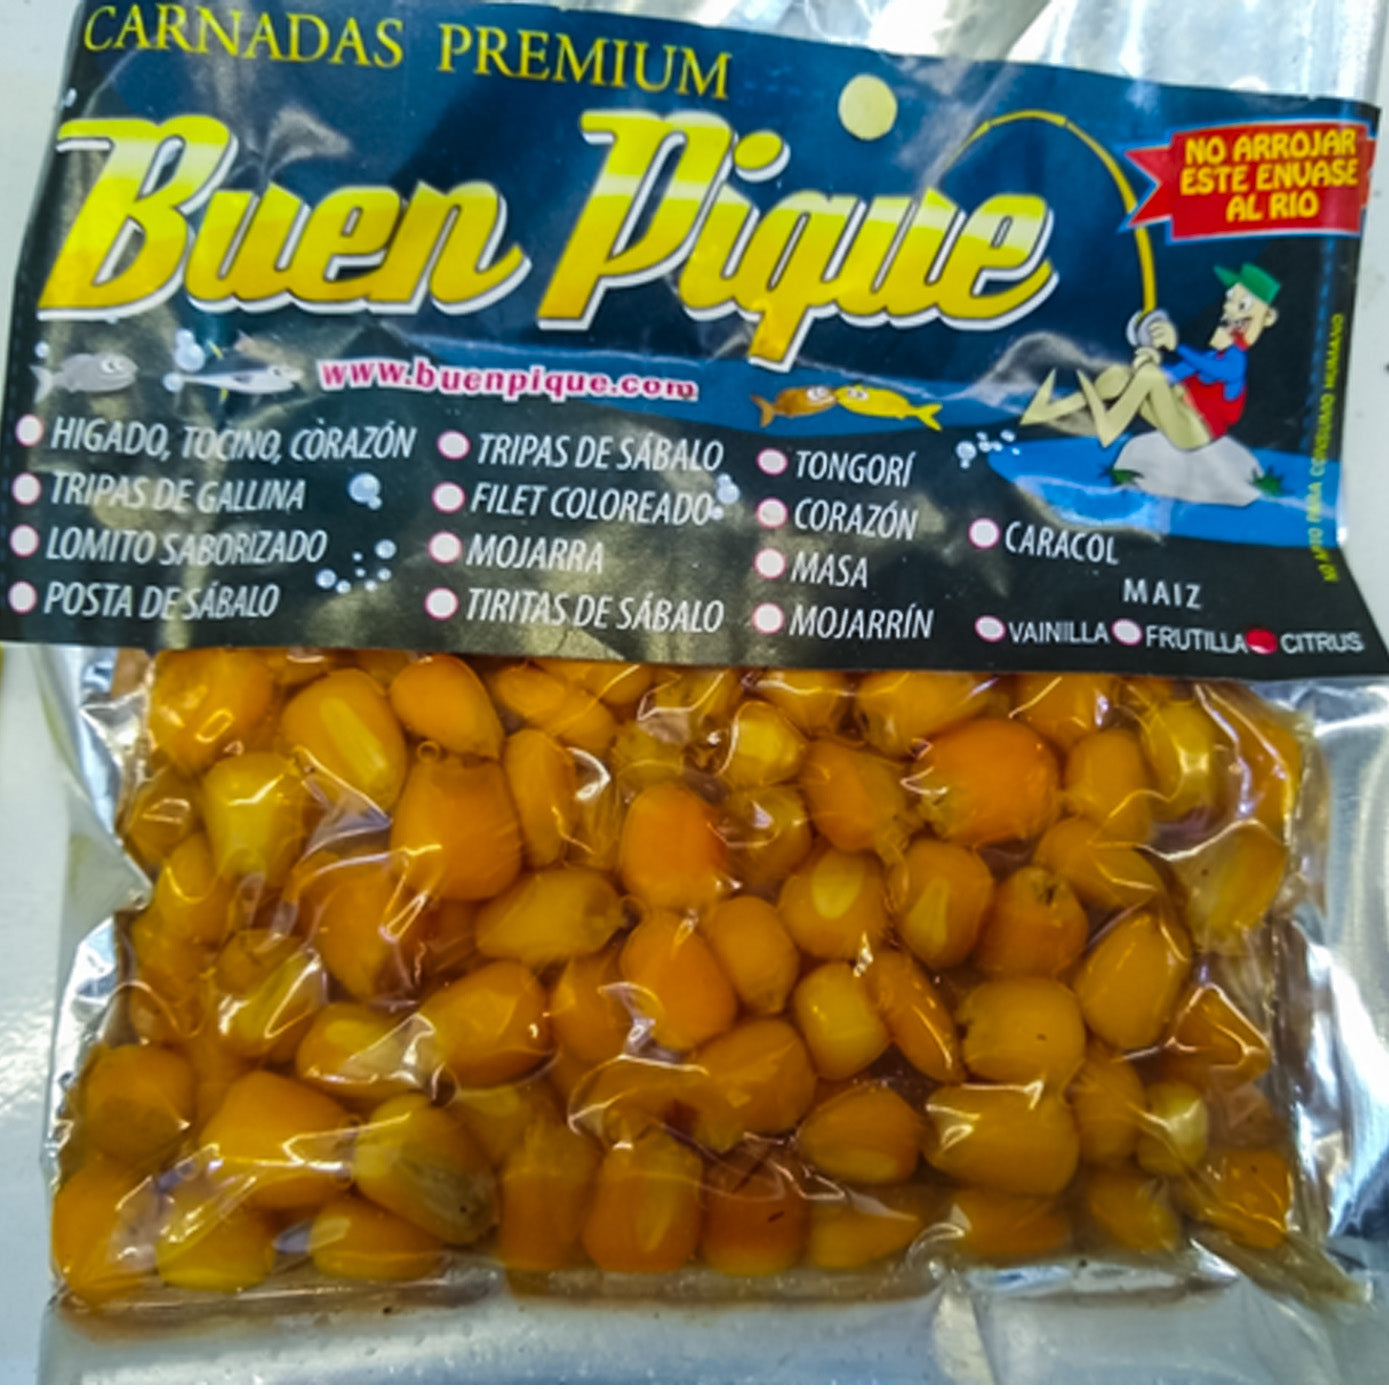 CARNADAS PREMIUM
Buen Pique
NO ARROJAR
ESTE ENVASE
AL RIO
www.buenpique.com
HIGADO, TOCINO, CORAZÓN
TRIPAS DE GALLINA
LOMITO SABORIZADO
POSTA DE SÁBALO
TRIPAS DE SÁBALO
FILET COLOREADO
MOJARRA
TIRITAS DE SÁBALO
TONGORÍ
CORAZÓN
MASA
MOJARRÍN
CARACOL
MAIZ
VAINILLA FRUTILLA CITRUS
NO APTO PARA CONSUMO HUMANO